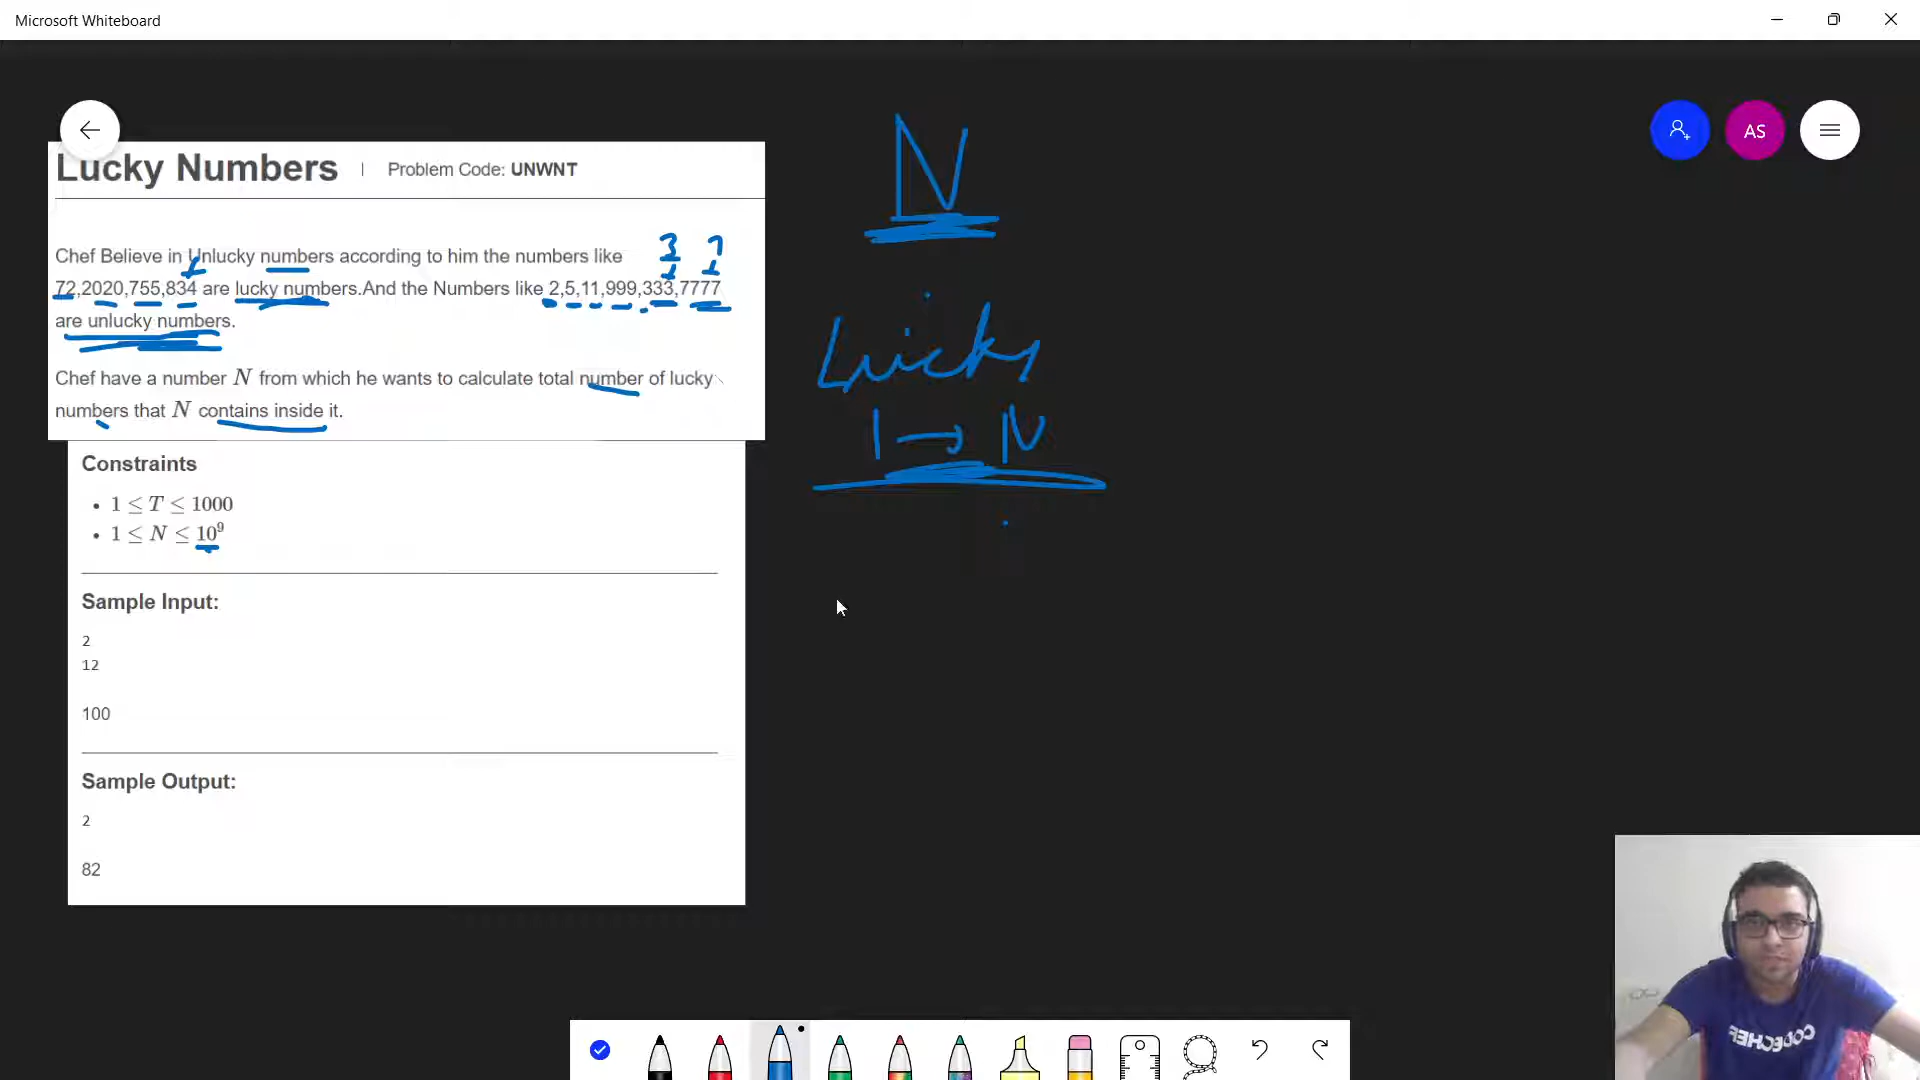 Microsoft Whiteboard
AS
Lucky Numbers | Problem Code: UNWNT
Chef Believe in Unlucky numbers according to him the numbers like
72,2020,755,834 are lucky numbers.And the Numbers like 2,5,11,999,333,7777
are unlucky numbers.
Chef have a number N from which he wants to calculate total number of lucky
numbers that N contains inside it.
Constraints
• 1 ≤ T ≤ 1000
• 1 ≤ N ≤ 10⁹
Sample Input:
2
12
100
Sample Output:
2
82
N
Lucky
1 → N
CODECHEF